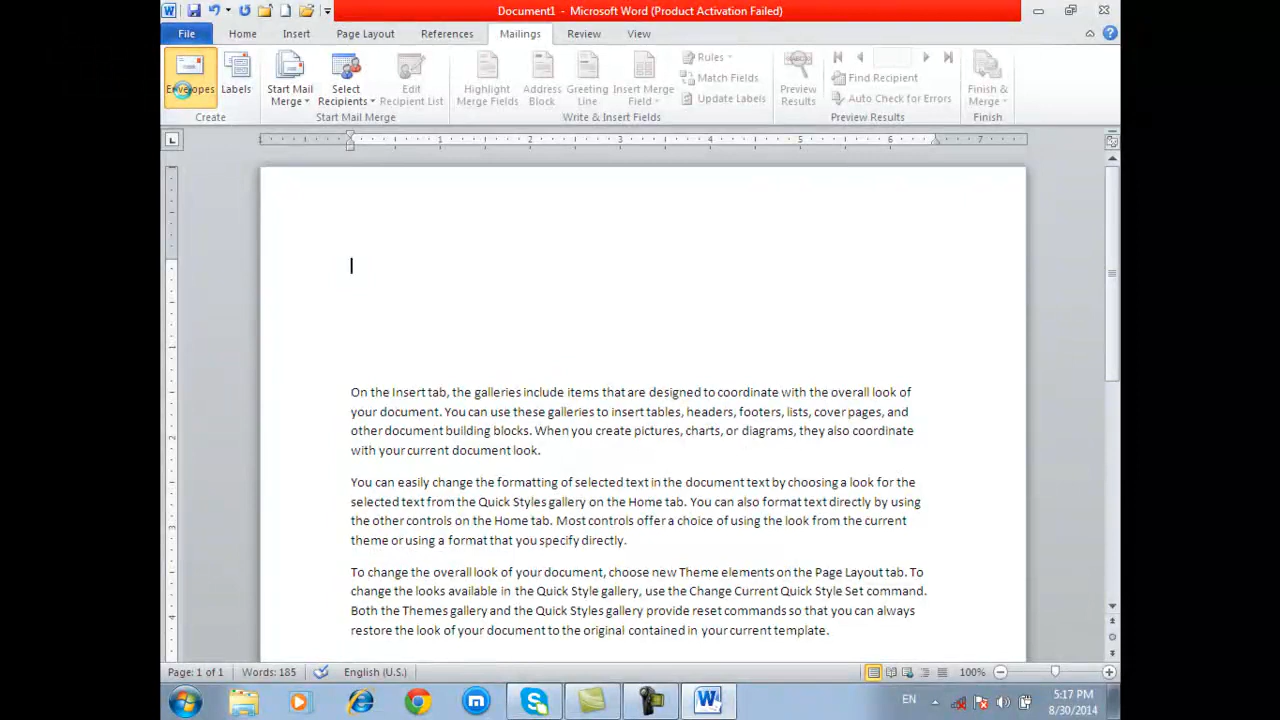 Document1 - Microsoft Word (Product Activation Failed)
File Home Insert Page Layout References Mailings Review View
Envelopes
Labels
Start Mail Merge
Select Recipients
Edit Recipient List
Highlight Merge Fields
Address Block
Greeting Line
Insert Merge Field
Rules
Match Fields
Update Labels
Preview Results
Find Recipient
Auto Check for Errors
Finish & Merge
Create Start Mail Merge Write & Insert Fields Preview Results Finish
1 2 3 4 5 6 7
On the Insert tab, the galleries include items that are designed to coordinate with the overall look of
your document. You can use these galleries to insert tables, headers, footers, lists, cover pages, and
other document building blocks. When you create pictures, charts, or diagrams, they also coordinate
with your current document look.
You can easily change the formatting of selected text in the document text by choosing a look for the
selected text from the Quick Styles gallery on the Home tab. You can also format text directly by using
the other controls on the Home tab. Most controls offer a choice of using the look from the current
theme or using a format that you specify directly.
To change the overall look of your document, choose new Theme elements on the Page Layout tab. To
change the looks available in the Quick Style gallery, use the Change Current Quick Style Set command.
Both the Themes gallery and the Quick Styles gallery provide reset commands so that you can always
restore the look of your document to the original contained in your current template.
Page: 1 of 1 Words: 185 English (U.S.) 100%
EN 5:17 PM
8/30/2014